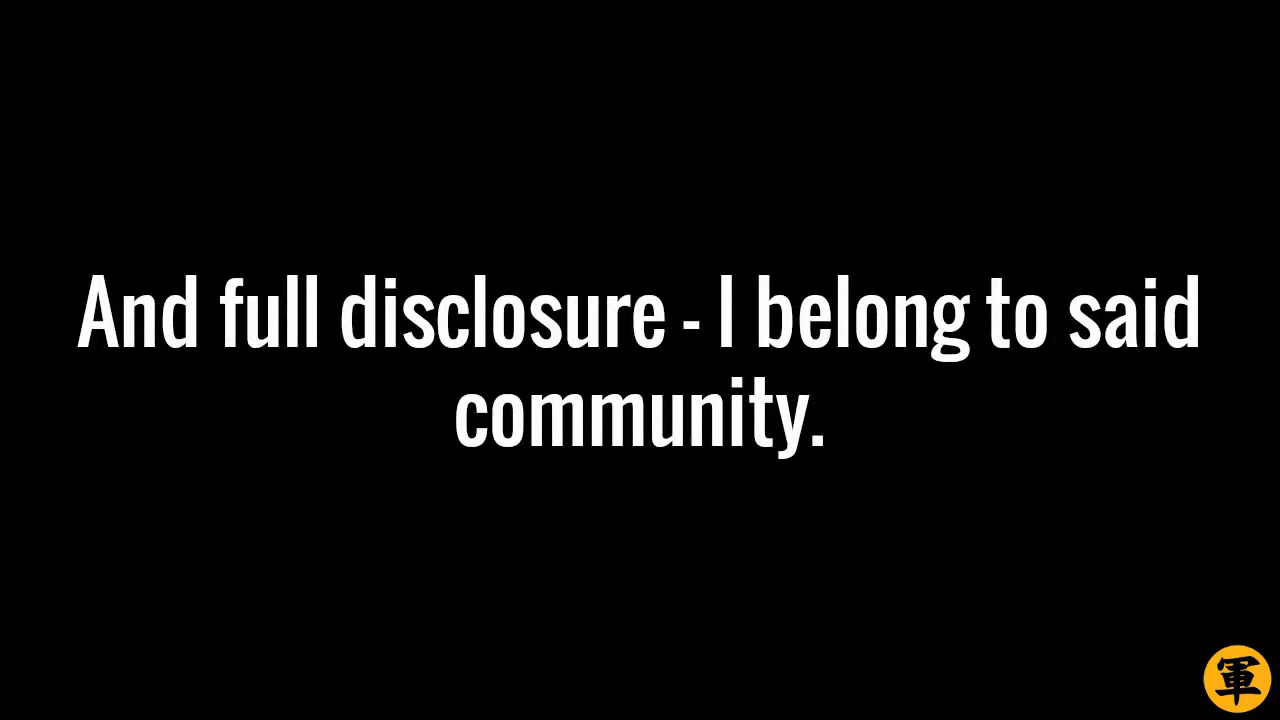 And full disclosure - I belong to said
community.
軍